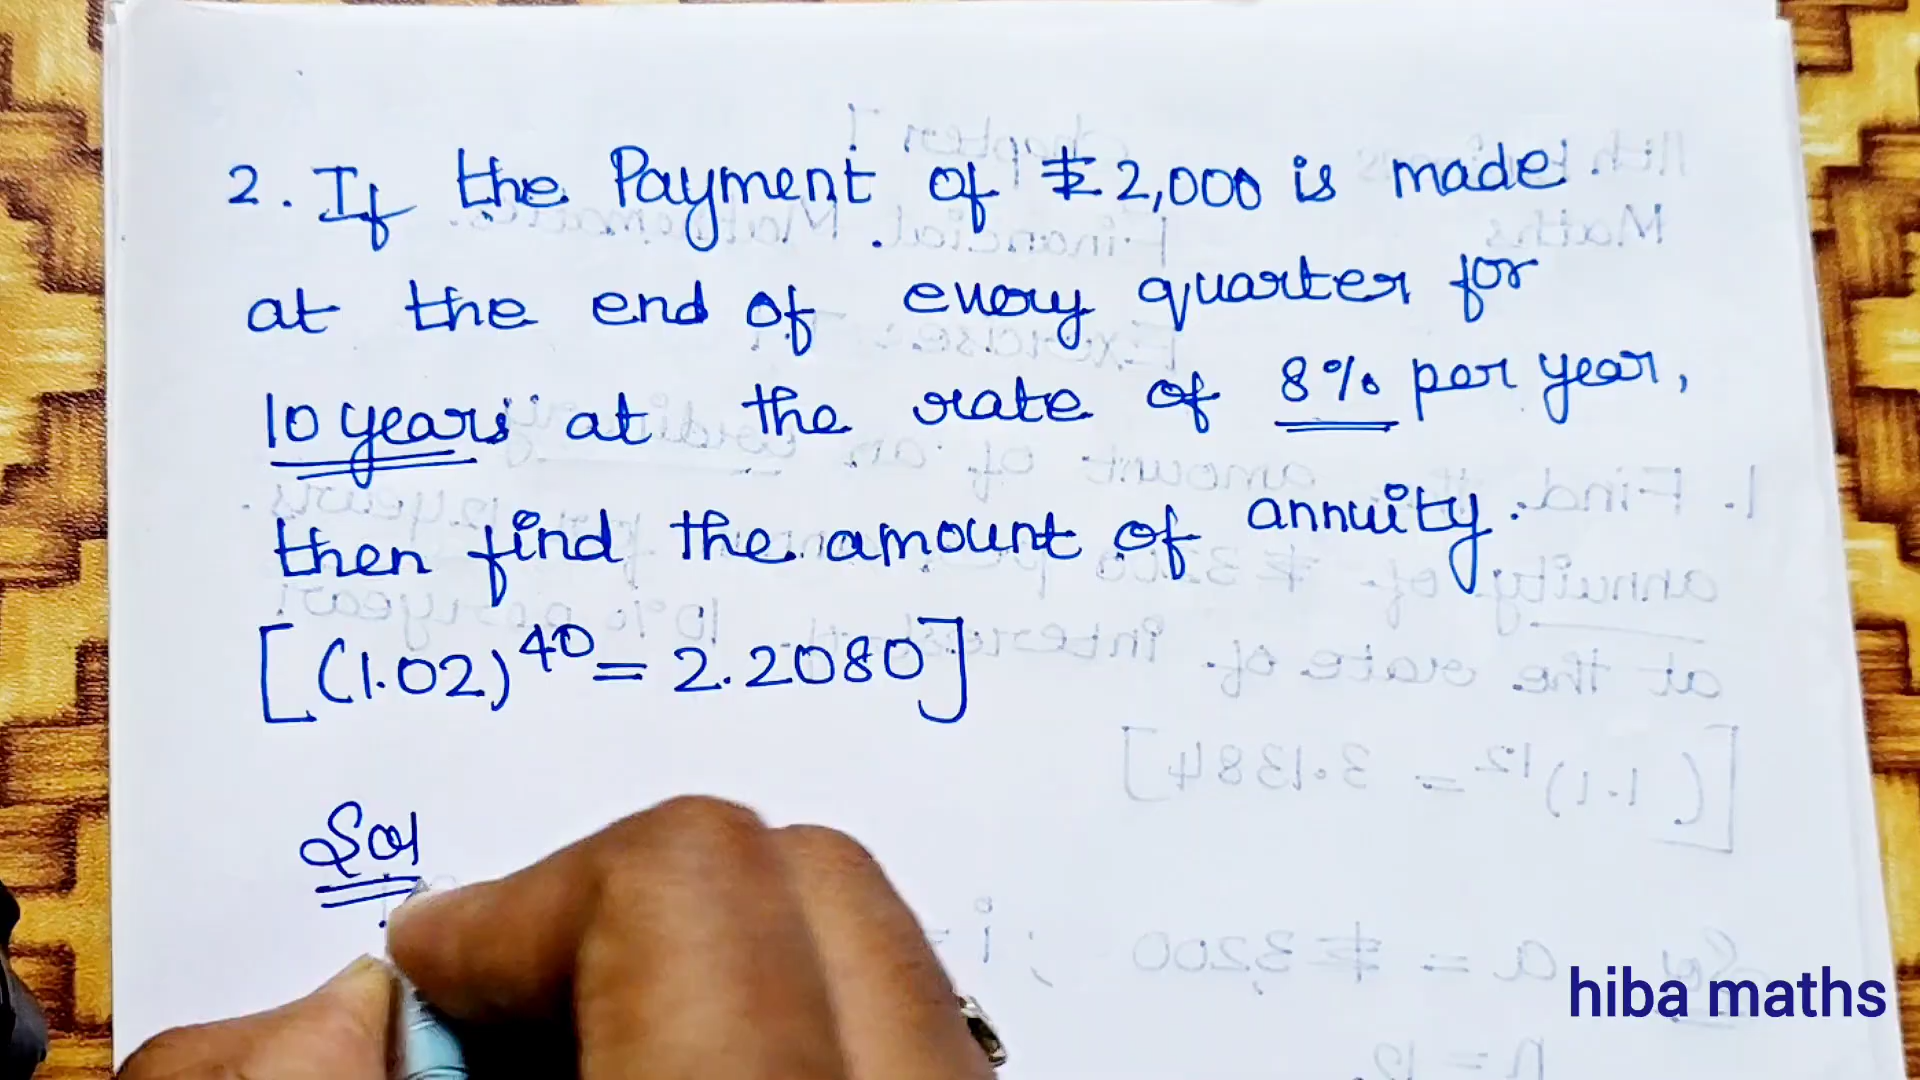 2. If the Payment of ₹2,000 is made
at the end of every quarter for
10 years at the rate of 8% per year,
then find the amount of annuity.
[(1.02)^40 = 2.2080]
Sol
hiba maths